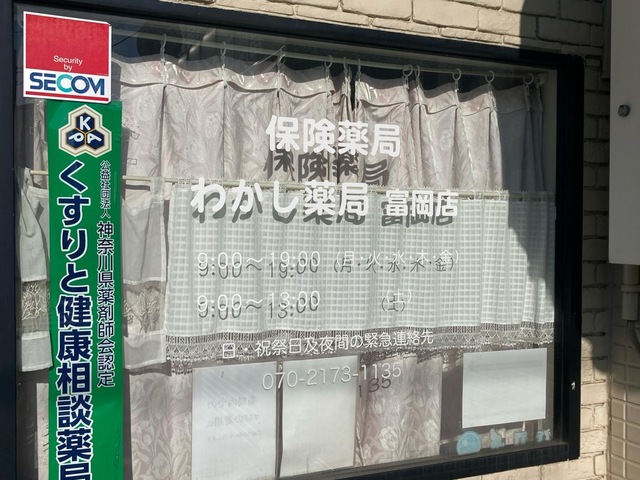 Security
by
SECOM
KPA
公益社団法人
神奈川県薬剤師会認定
くすりと健康相談薬局
保険薬局
わかし薬局 富岡店
9:00～19:00 (月・火・水・木・金)
9:00～13:00 (土)
日・祝祭日及夜間の緊急連絡先
070-2173-1135